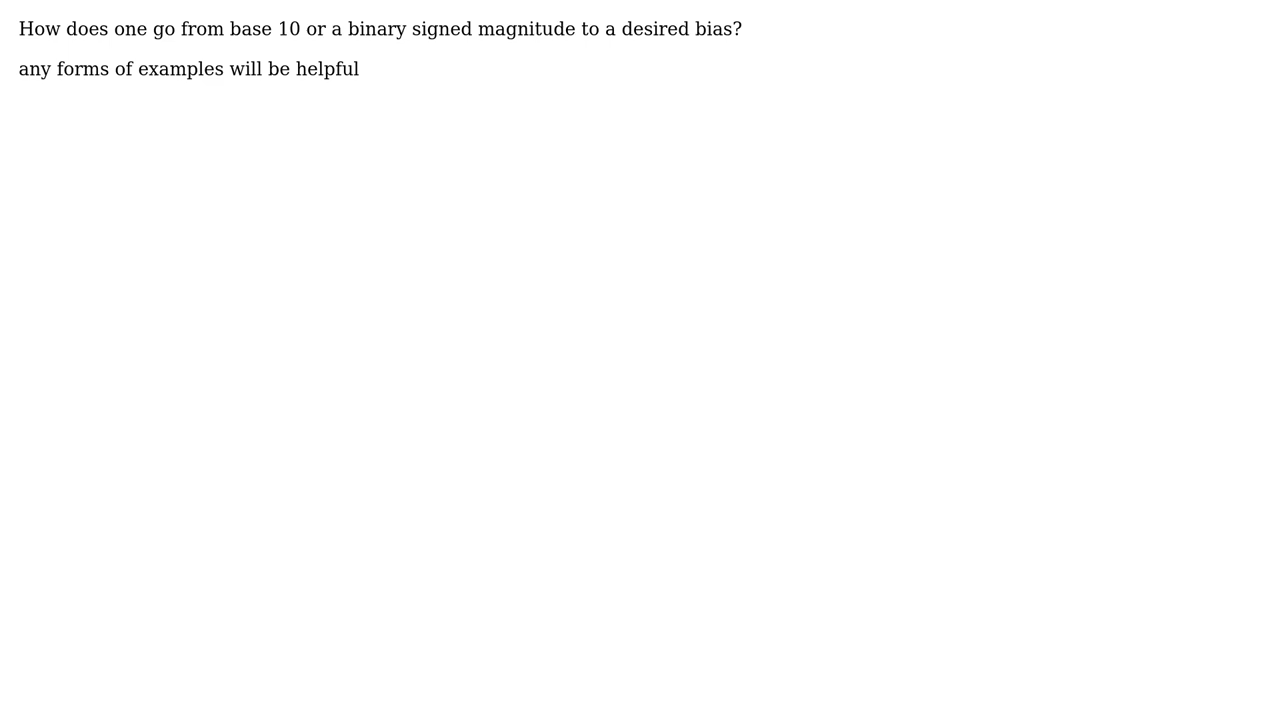 How does one go from base 10 or a binary signed magnitude to a desired bias?
any forms of examples will be helpful